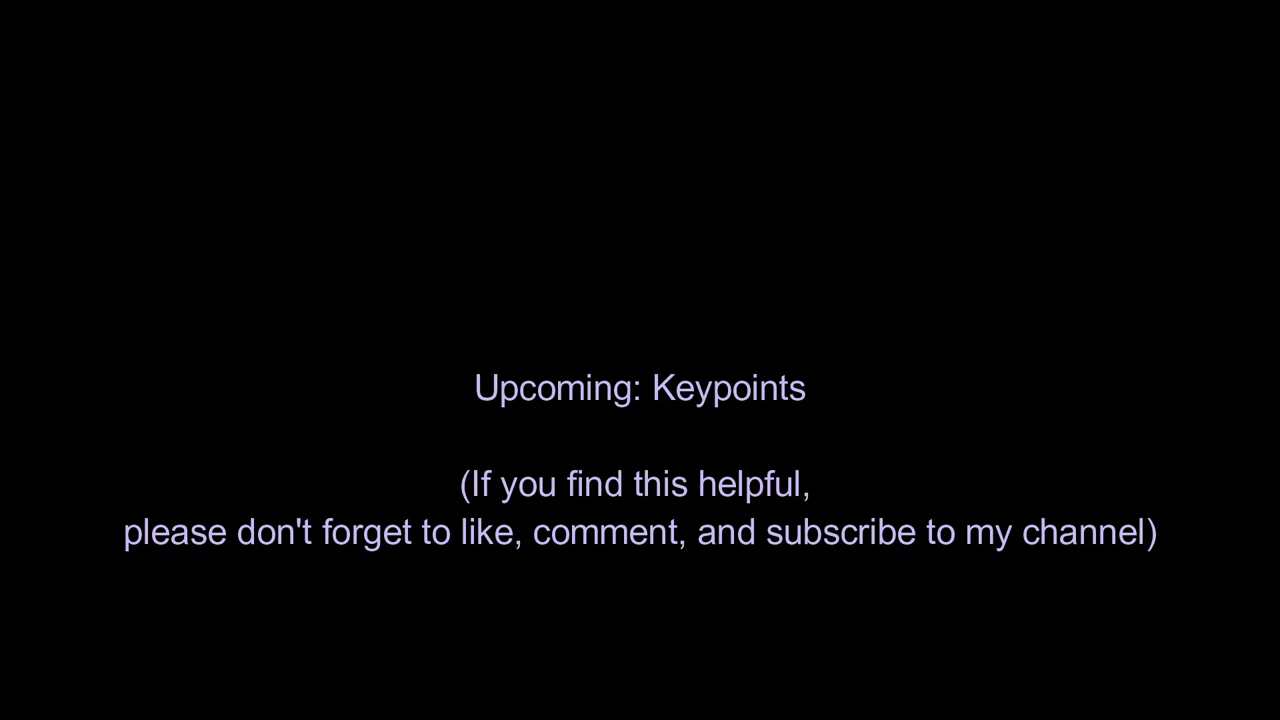 Upcoming: Keypoints
(If you find this helpful,
please don't forget to like, comment, and subscribe to my channel)